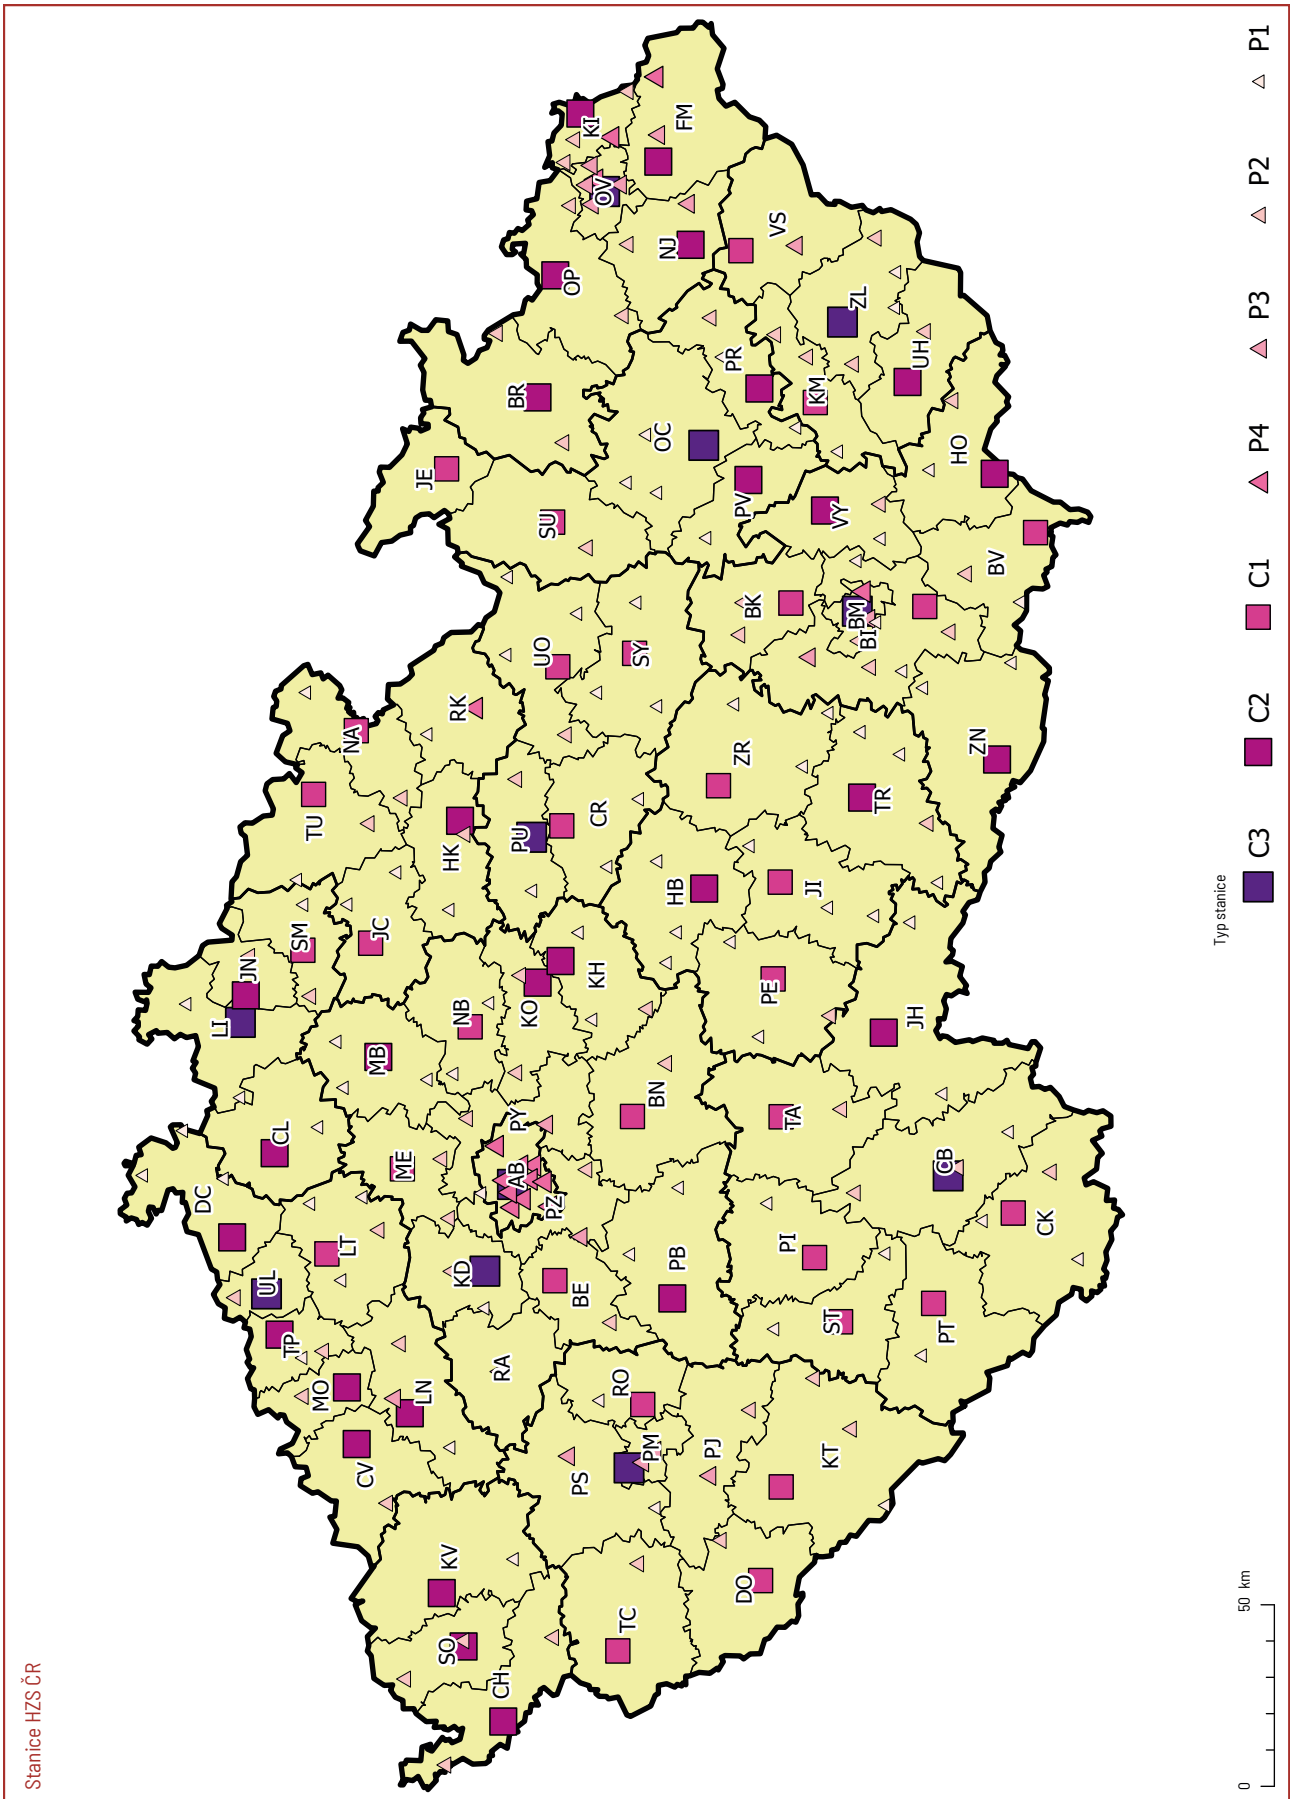 Stanice HZS ČR
DC
LI
JN
SM
TU
NA
UL
CL
JC
TP
LT
MB
HK
RK
JE
MO
ME
NB
PU
UO
SU
BR
OP
KI
CV
LN
KD
AB
PY
KO
CR
SY
OC
NJ
OV
FM
KV
RA
BE
PZ
KH
HB
ZR
BK
PV
PR
VS
SO
PS
RO
PB
BN
PE
JI
TR
BM
BI
VY
KM
ZL
CH
TC
PM
PJ
PI
TA
JH
ZN
BV
HO
UH
DO
KT
ST
PT
CB
CK
Typ stanice
C3
C2
C1
P4
P3
P2
P1
0
50 km